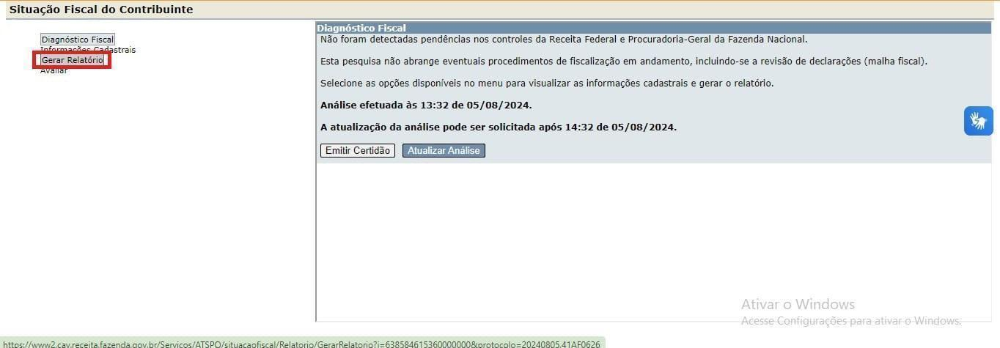 Situação Fiscal do Contribuinte
Diagnóstico Fiscal
Informações Cadastrais
Gerar Relatório
Avaliar
Diagnóstico Fiscal
Não foram detectadas pendências nos controles da Receita Federal e Procuradoria-Geral da Fazenda Nacional.
Esta pesquisa não abrange eventuais procedimentos de fiscalização em andamento, incluindo-se a revisão de declarações (malha fiscal).
Selecione as opções disponíveis no menu para visualizar as informações cadastrais e gerar o relatório.
Análise efetuada às 13:32 de 05/08/2024.
A atualização da análise pode ser solicitada após 14:32 de 05/08/2024.
Emitir Certidão Atualizar Análise
Ativar o Windows
Acesse Configurações para ativar o Windows.
https://www2.cav.receita.fazenda.gov.br/Servicos/ATSPO/situacaofiscal/Relatorio/GerarRelatorio?i=638584615360000000&protocolo=20240805.41AF0626